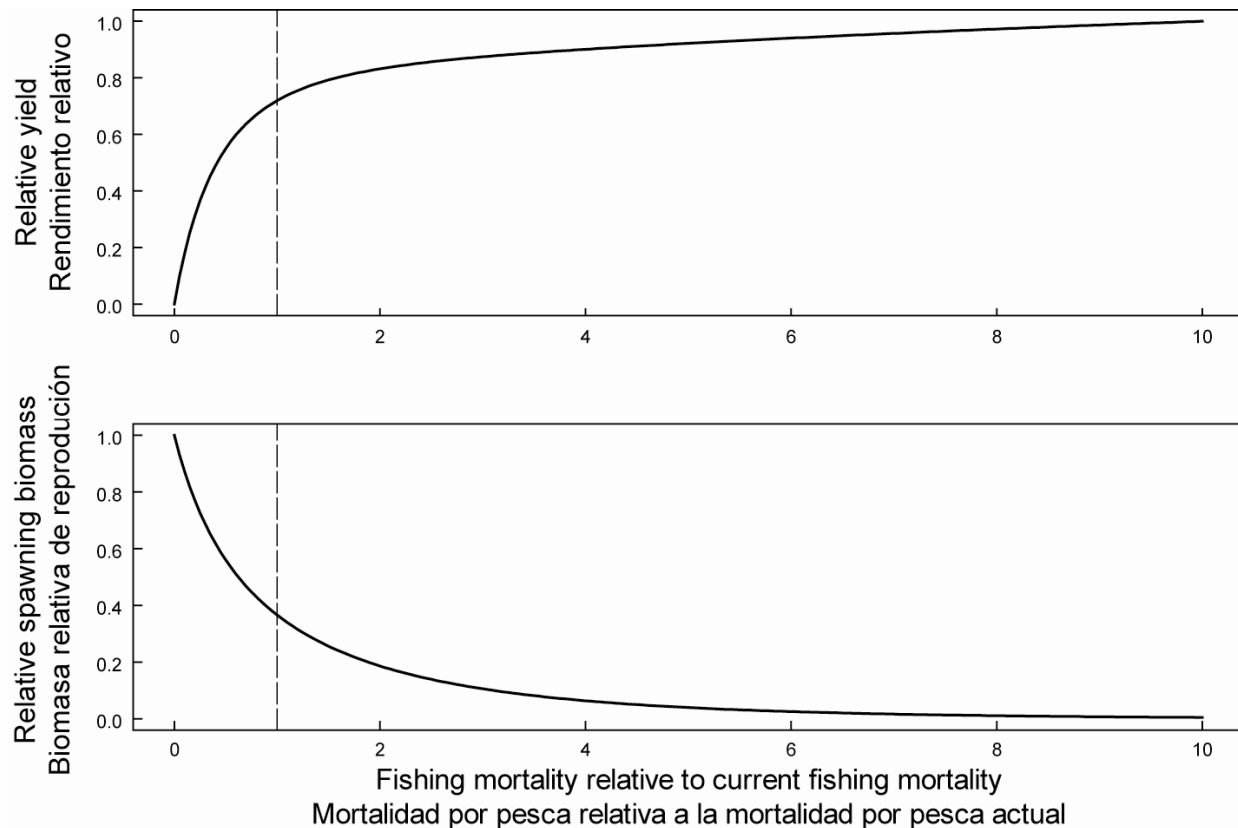 Relative yield
Rendimiento relativo
1.0
0.8
0.6
0.4
0.2
0.0
0 2 4 6 8 10
Relative spawning biomass
Biomasa relativa de reprodución
1.0
0.8
0.6
0.4
0.2
0.0
0 2 4 6 8 10
Fishing mortality relative to current fishing mortality
Mortalidad por pesca relativa a la mortalidad por pesca actual